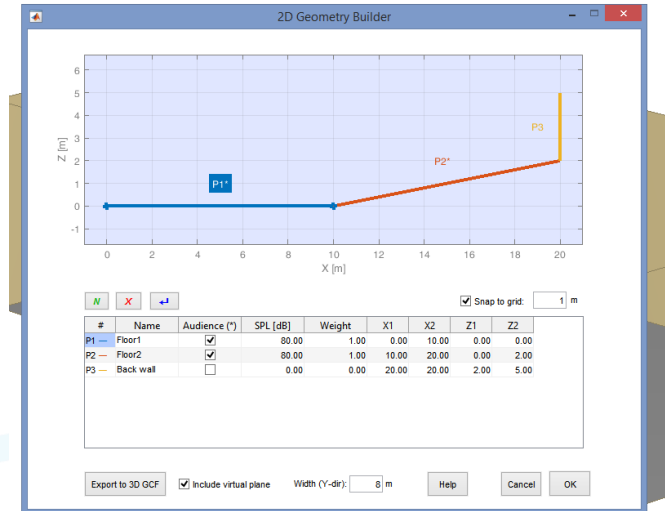 2D Geometry Builder
6
5
4
3
2
1
0
-1
Z [m]
P1*
P2*
P3
0 2 4 6 8 10 12 14 16 18 20
X [m]
N X Snap to grid: 1 m
# Name Audience (*) SPL [dB] Weight X1 X2 Z1 Z2
P1 — Floor1 80.00 1.00 0.00 10.00 0.00 0.00
P2 — Floor2 80.00 1.00 10.00 20.00 0.00 2.00
P3 — Back wall 0.00 0.00 20.00 20.00 2.00 5.00
Export to 3D GCF Include virtual plane Width (Y-dir): 8 m Help Cancel OK